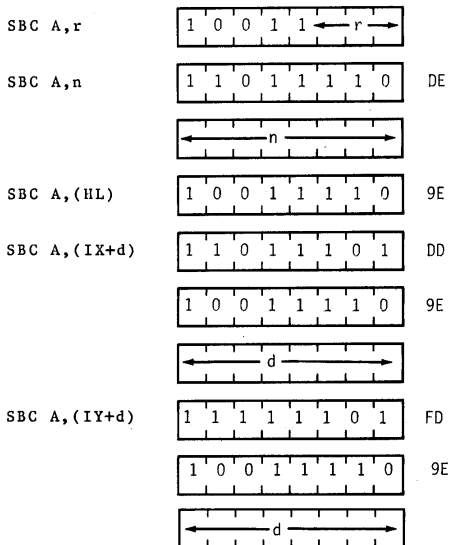 SBC A,r 1 0 0 1 1 r
SBC A,n 1 1 0 1 1 1 1 0 DE
n
SBC A,(HL) 1 0 0 1 1 1 1 0 9E
SBC A,(IX+d) 1 1 0 1 1 1 0 1 DD
1 0 0 1 1 1 1 0 9E
d
SBC A,(IY+d) 1 1 1 1 1 1 0 1 FD
1 0 0 1 1 1 1 0 9E
d